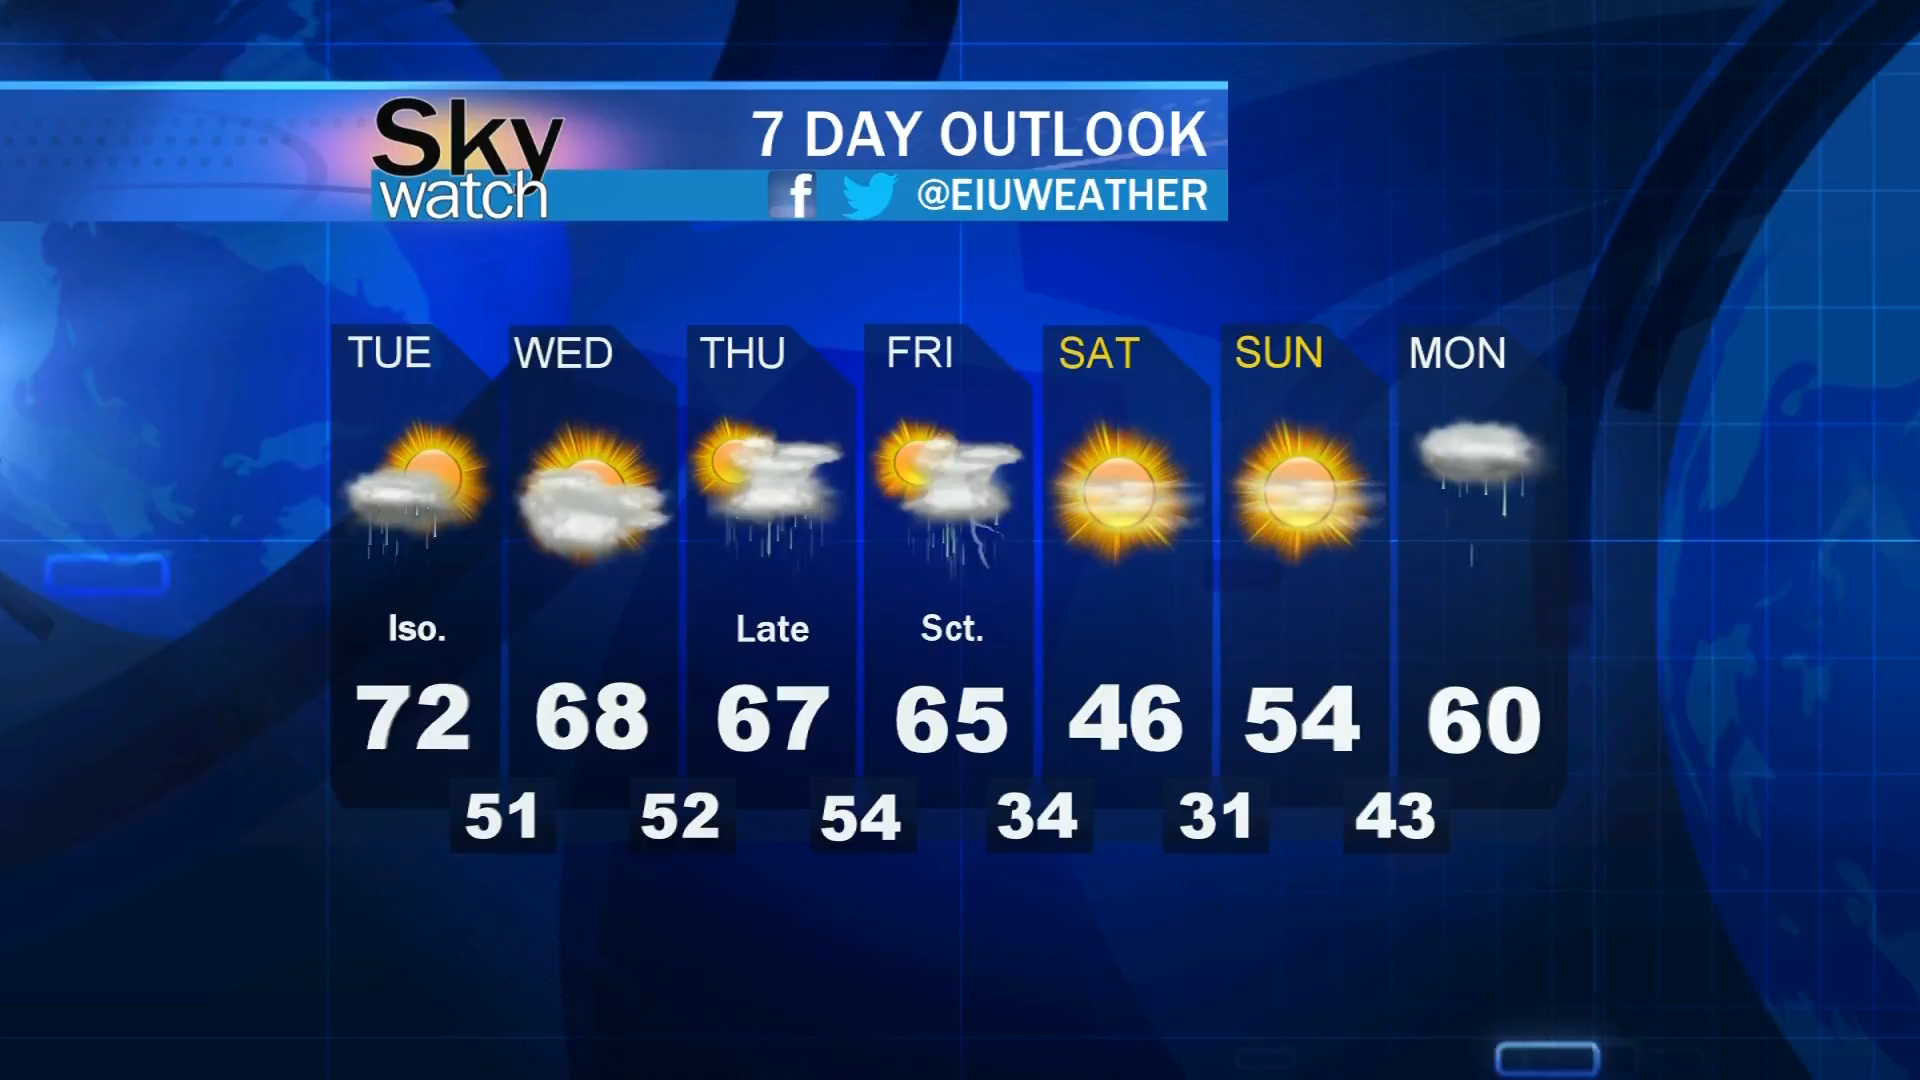 Sky
watch
7 DAY OUTLOOK
f @EIUWEATHER
TUE WED THU FRI SAT SUN MON
Iso. Late Sct.
72 68 67 65 46 54 60
51 52 54 34 31 43